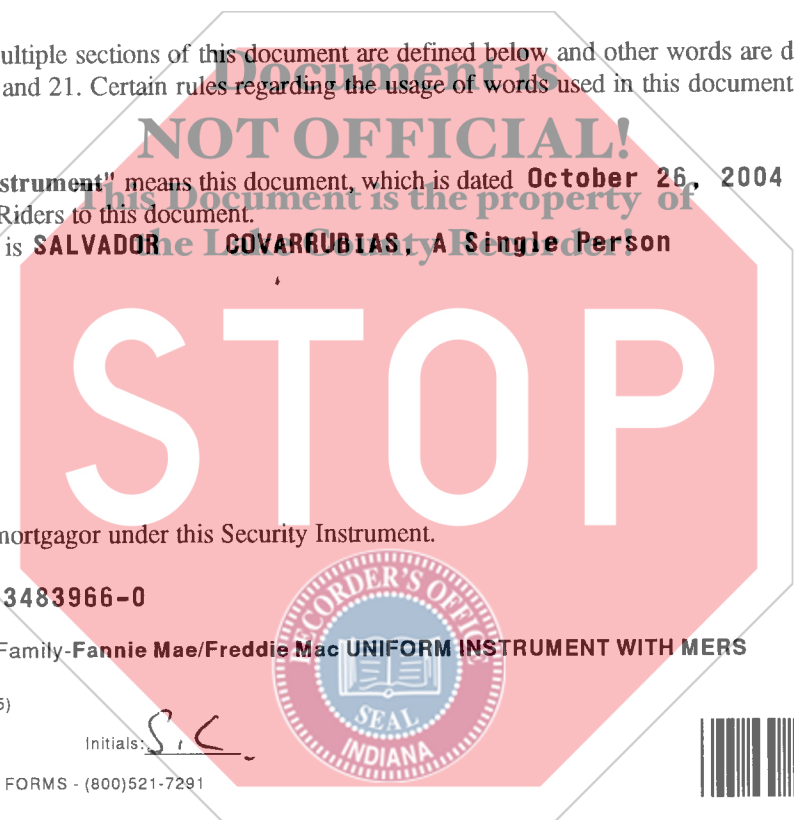 ultiple sections of this document are defined below and other words are d
Document is
and 21. Certain rules regarding the usage of words used in this document
NOT OFFICIAL!
strument" means this document, which is dated October 26, 2004
This Document is the property of
Riders to this document.
is SALVADOR COVARRUBIAS, A Single Person
the Lake County Recorder!
STOP
mortgagor under this Security Instrument.
3483966-0
RECORDER'S OFFICE
Family-Fannie Mae/Freddie Mac UNIFORM INSTRUMENT WITH MERS
5)
SEAL
INDIANA
Initials: S.C
FORMS - (800)521-7291